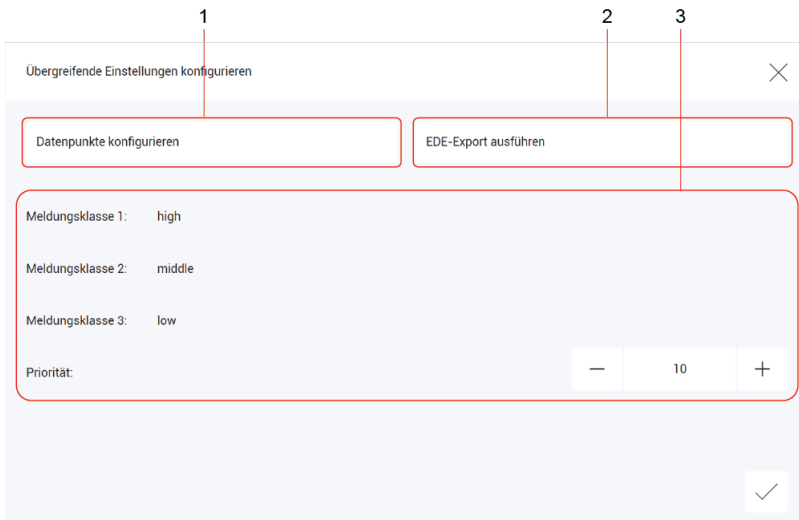 1 2 3
Übergreifende Einstellungen konfigurieren
Datenpunkte konfigurieren EDE-Export ausführen
Meldungsklasse 1: high
Meldungsklasse 2: middle
Meldungsklasse 3: low
Priorität: — 10 +